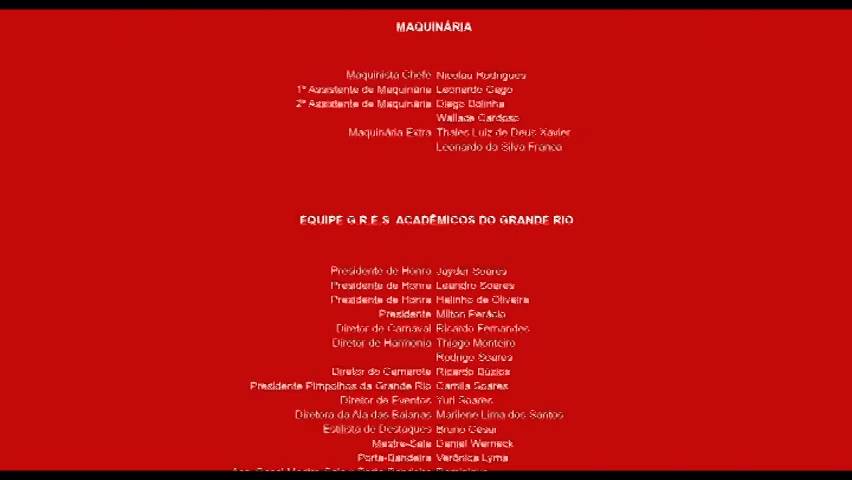 MAQUINÁRIA
Maquinista Chefe Nicolau Rodrigues
1º Assistente de Maquinária Leonardo Gago
2º Assistente de Maquinária Diego Bolinha
Wallace Cardoso
Maquinária Extra Thales Luiz de Deus Xavier
Leonardo da Silva Franca
EQUIPE G.R.E.S ACADÊMICOS DO GRANDE RIO
Presidente de Honra Jayder Soares
Presidente de Honra Leandro Soares
Presidente de Honra Helinho de Oliveira
Presidente Milton Perácio
Diretor de Carnaval Ricardo Fernandes
Diretor de Harmonia Thiago Monteiro
Rodrigo Soares
Diretor do Camarote Ricardo Búzios
Presidente Pimpolhos da Grande Rio Camila Soares
Diretor de Eventos Yuri Soares
Diretora da Ala das Baianas Marilene Lima dos Santos
Estilista de Destaques Bruno César
Mestre-Sala Daniel Werneck
Porta-Bandeira Verônica Lyma